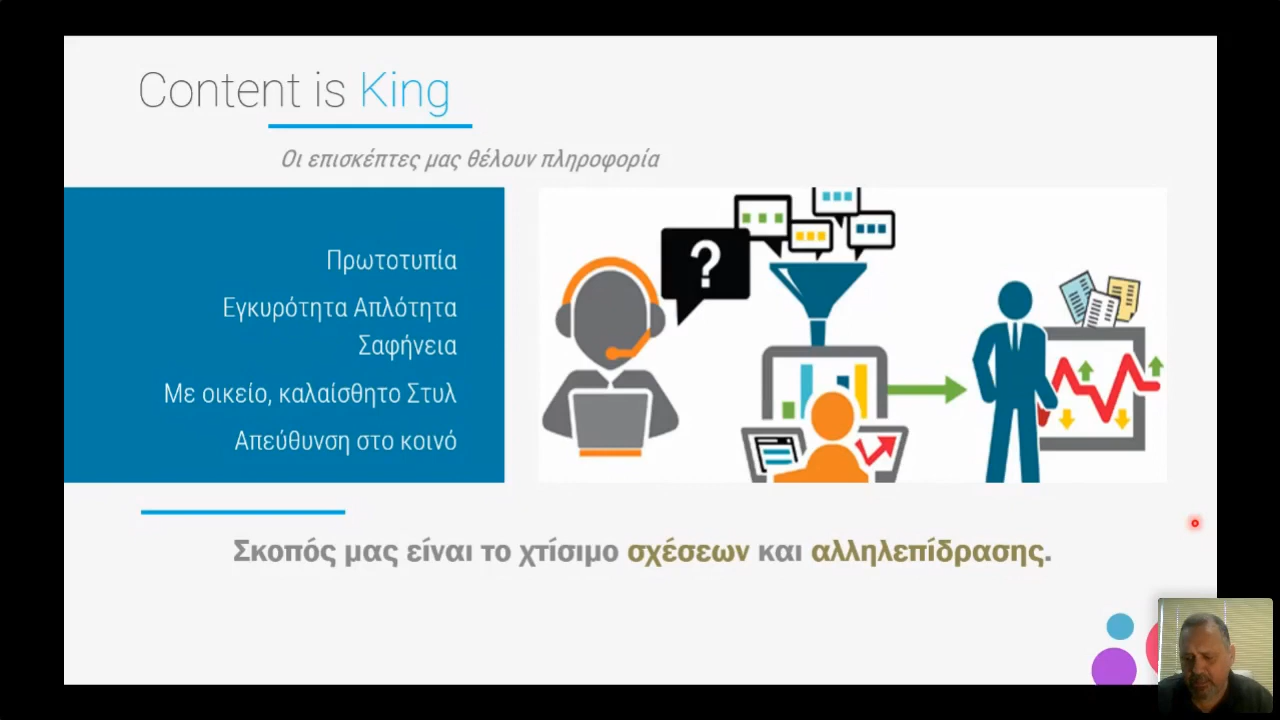 Content is King
Οι επισκέπτες μας θέλουν πληροφορία
Πρωτοτυπία
Εγκυρότητα Απλότητα
Σαφήνεια
Με οικείο, καλαίσθητο Στυλ
Απεύθυνση στο κοινό
?
Σκοπός μας είναι το χτίσιμο σχέσεων και αλληλεπίδρασης.